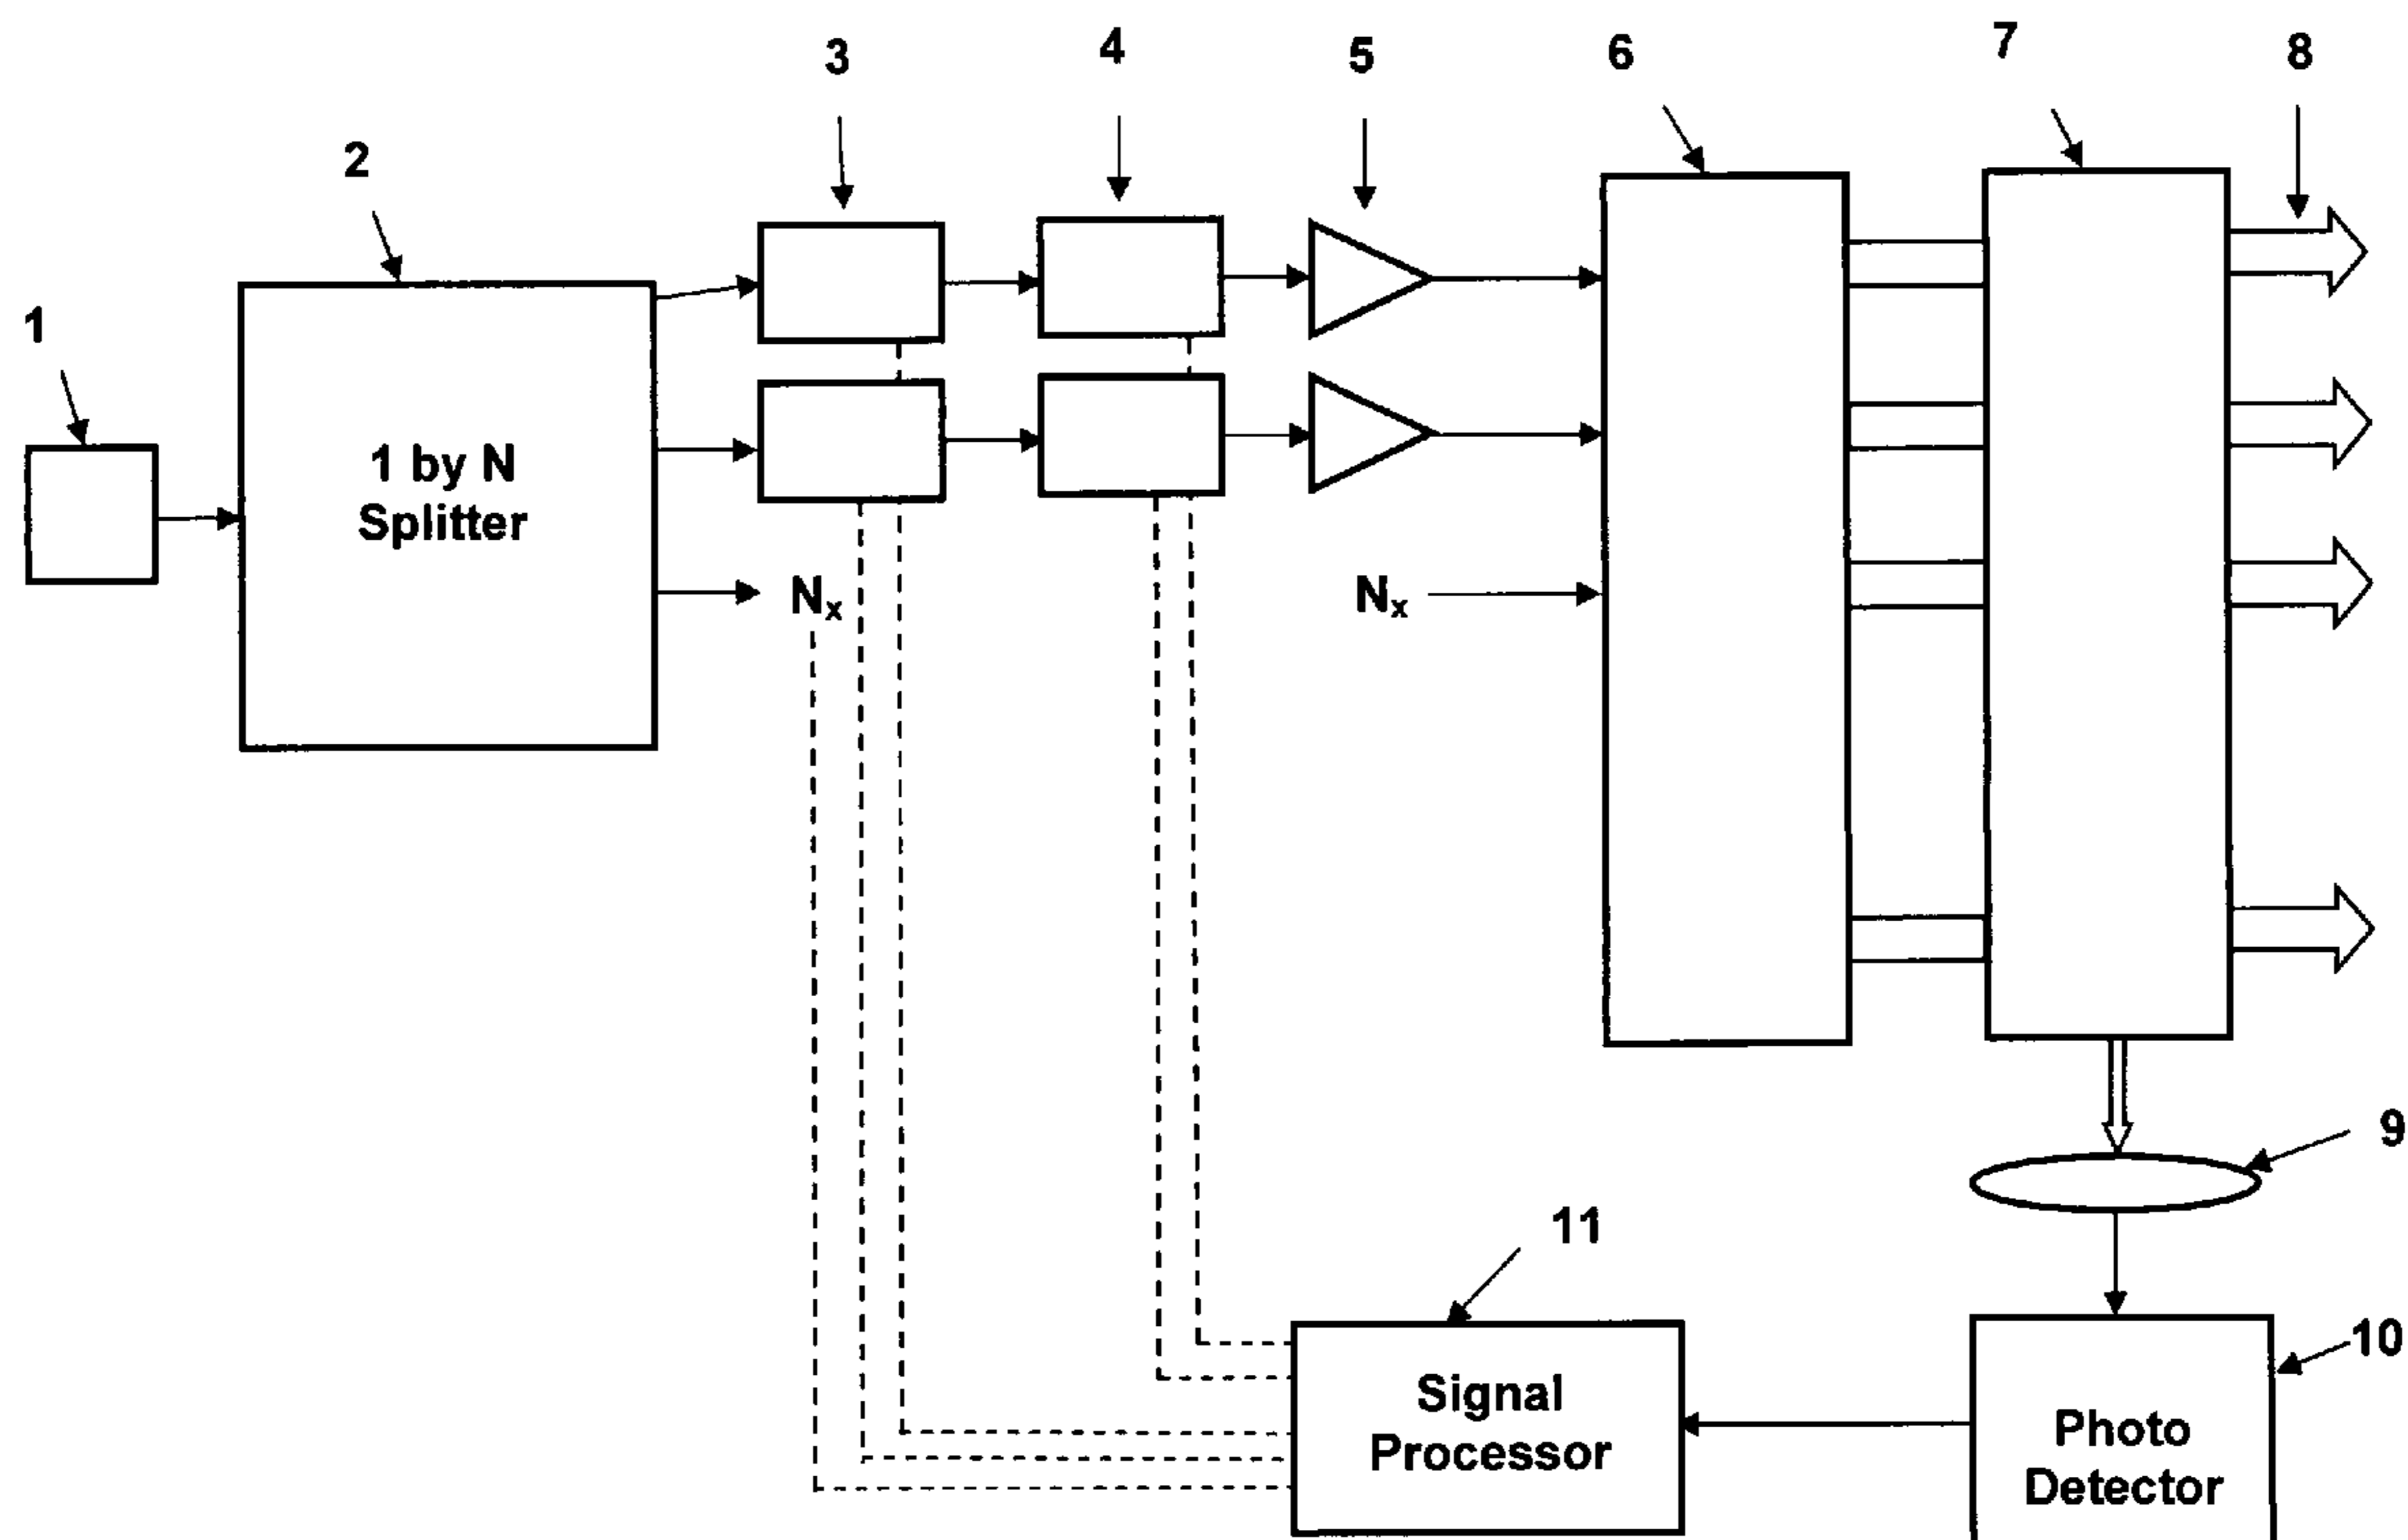 3
4
5
6
7
8
2
1
1 by N
Splitter
Nₓ
Nₓ
9
11
10
Signal
Processor
Photo
Detector